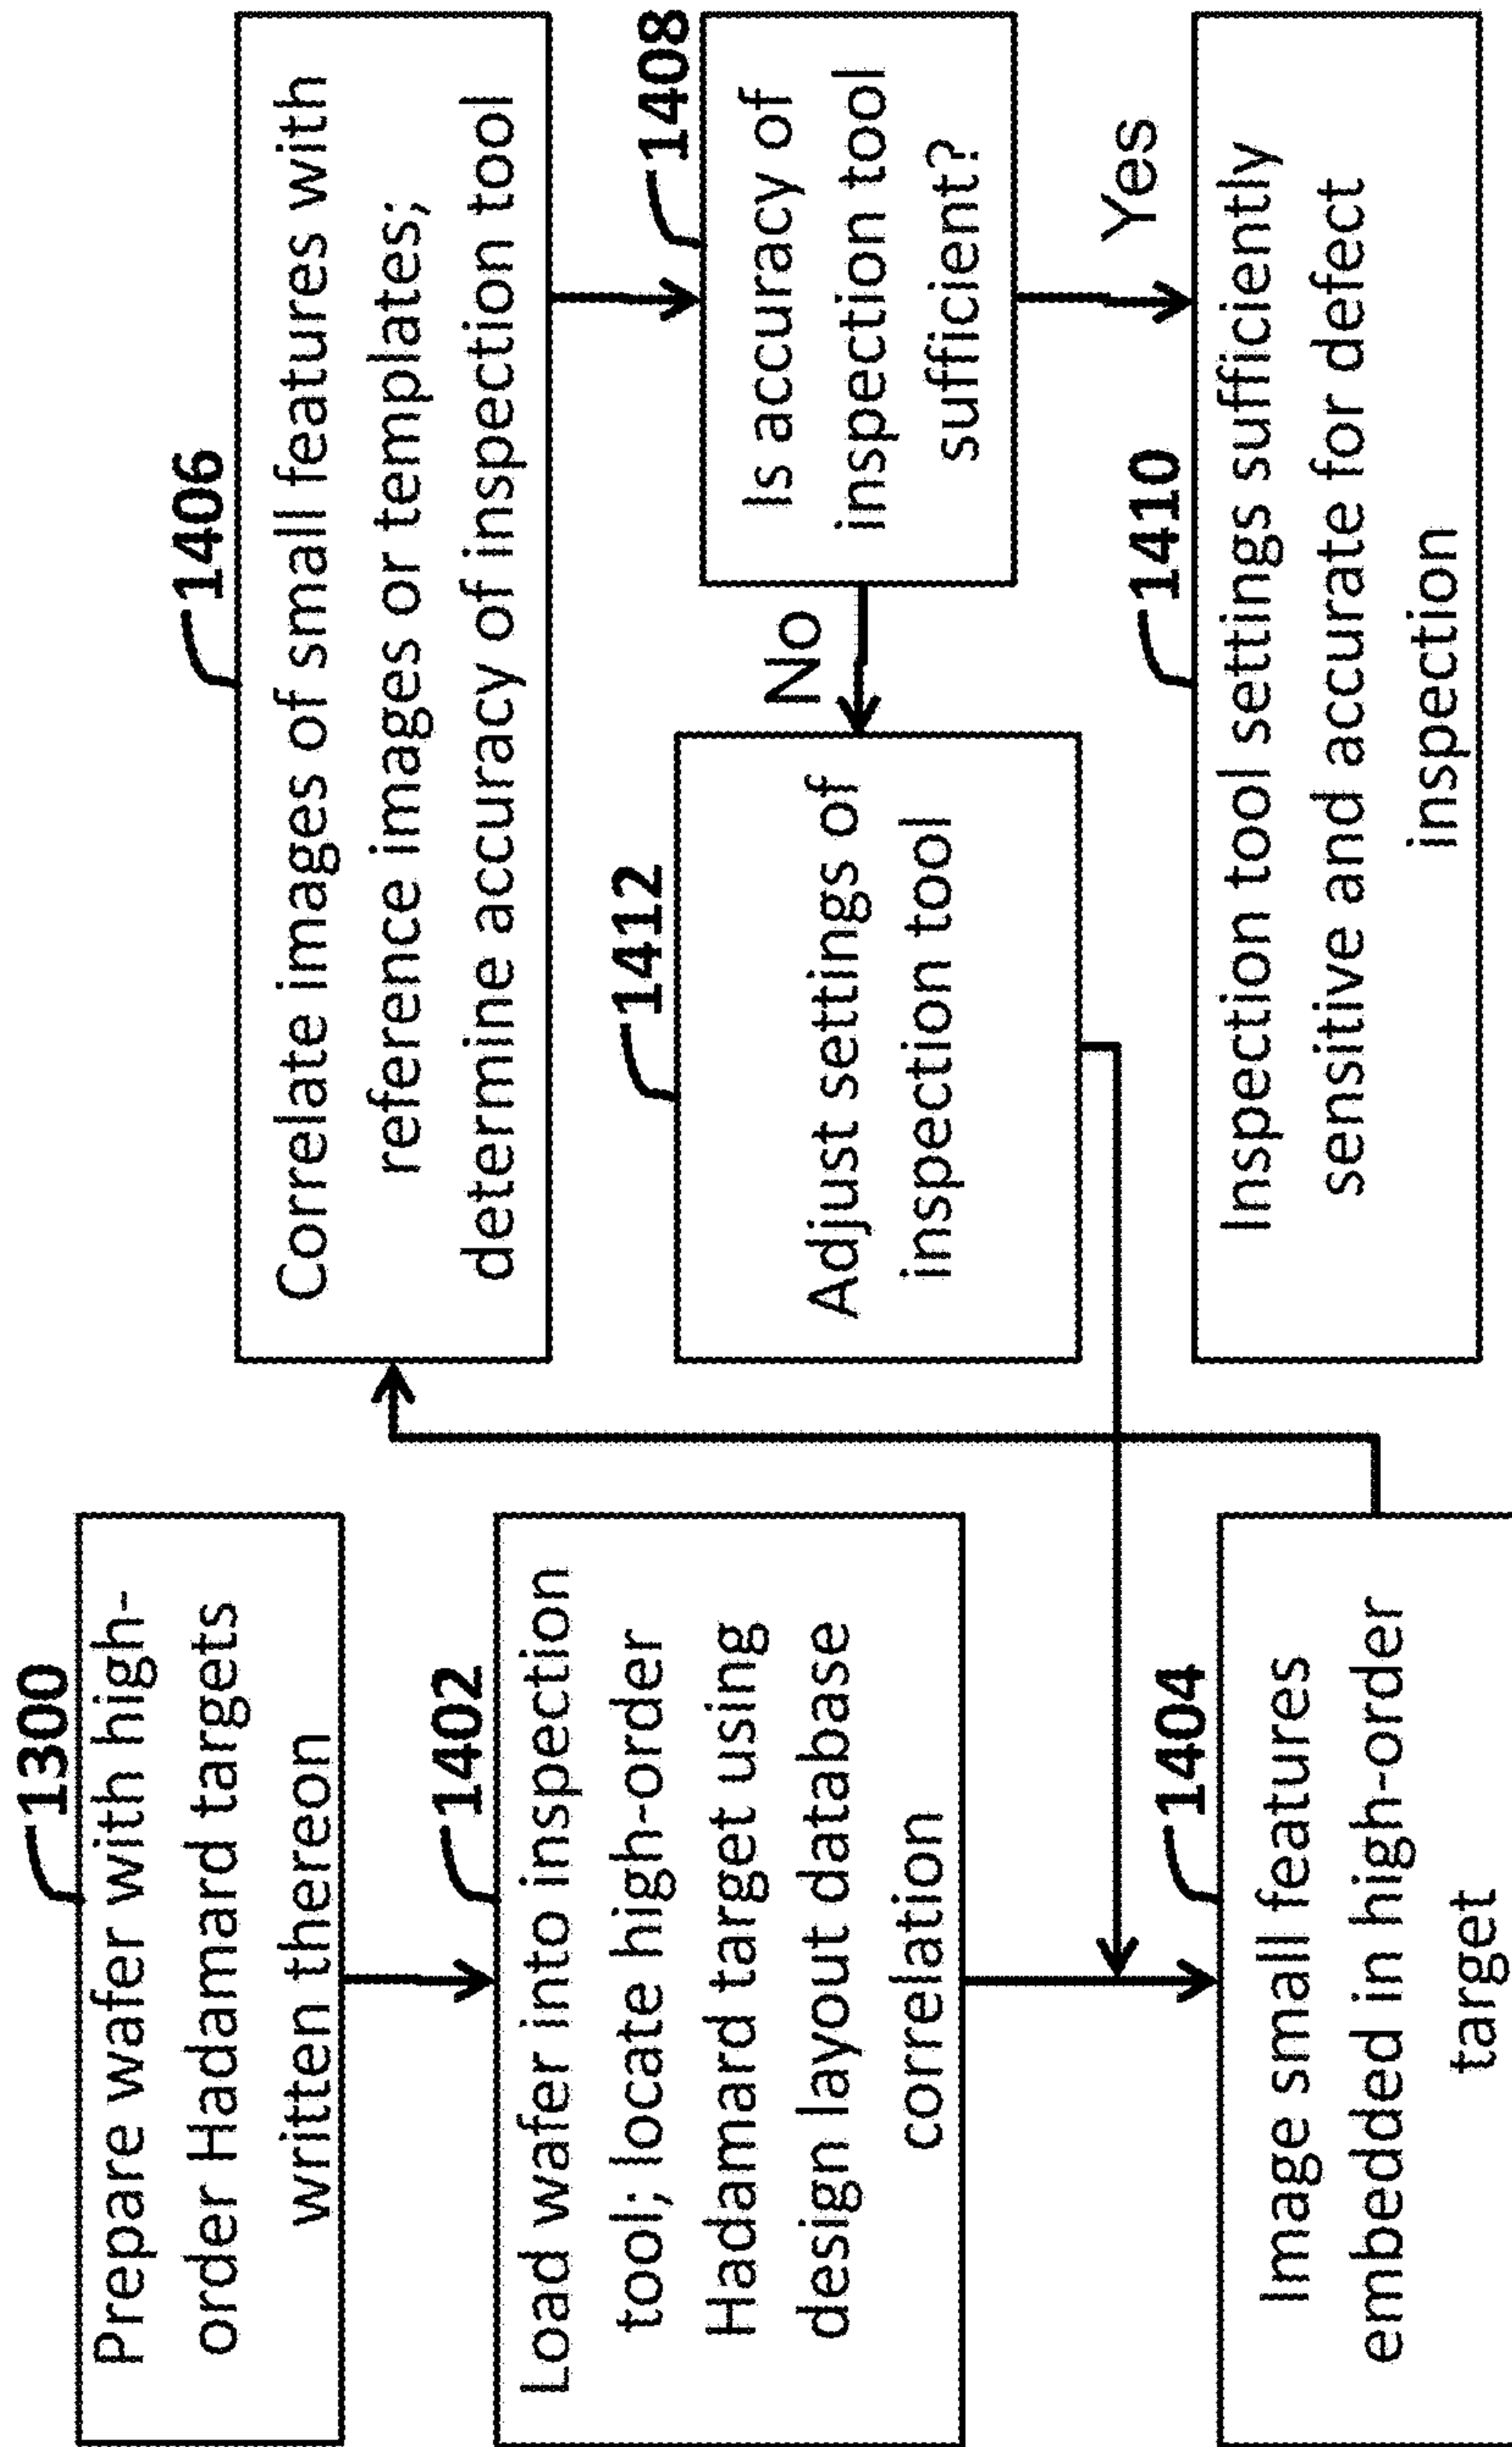 1300
Prepare wafer with high-
order Hadamard targets
written thereon
1402
Load wafer into inspection
tool; locate high-order
Hadamard target using
design layout database
correlation
1404
Image small features
embedded in high-order
target
1406
Correlate images of small features with
reference images or templates;
determine accuracy of inspection tool
1408
Is accuracy of
inspection tool
sufficient?
No
Yes
1412
Adjust settings of
inspection tool
1410
Inspection tool settings sufficiently
sensitive and accurate for defect
inspection